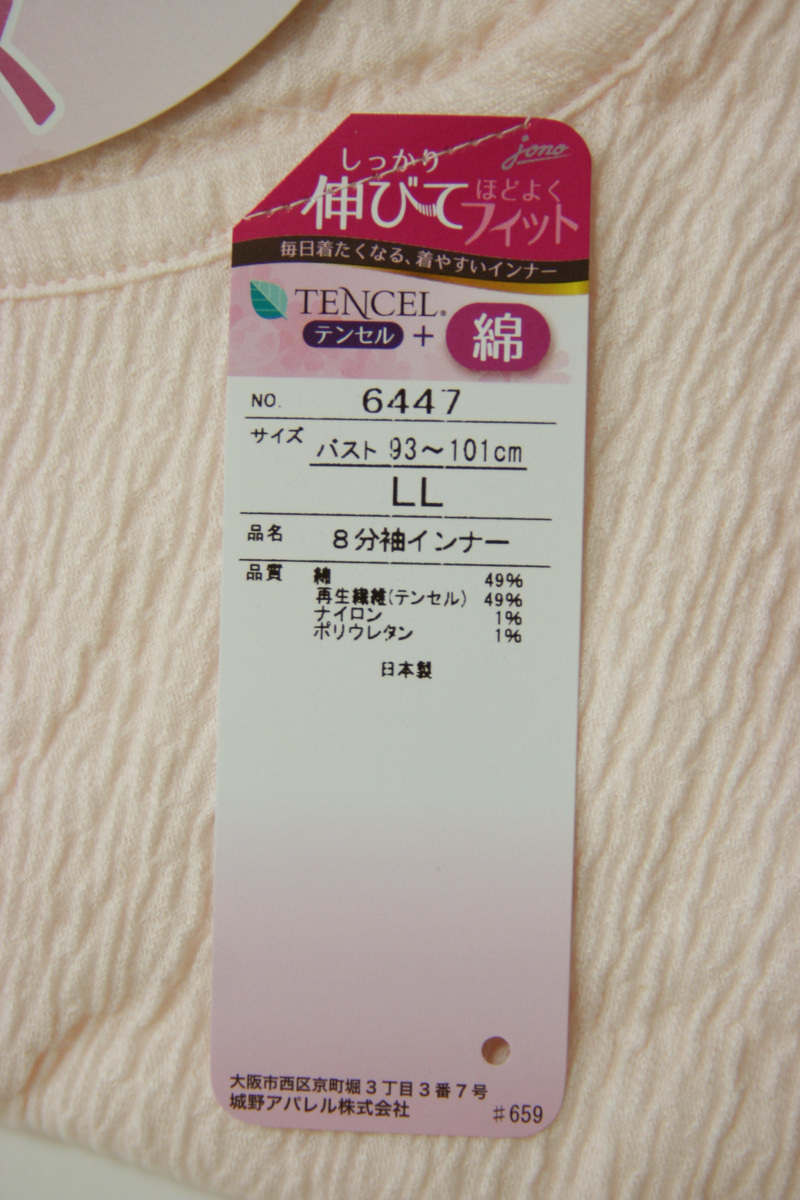 jono
しっかり
伸びて ほどよく
フィット
毎日着たくなる、着やすいインナー
TENCEL®
テンセル + 綿
NO. 6447
サイズ バスト 93～101cm
LL
品名 8分袖インナー
品質 綿 49%
再生繊維(テンセル) 49%
ナイロン 1%
ポリウレタン 1%
日本製
大阪市西区京町堀3丁目3番7号
城野アパレル株式会社 #659